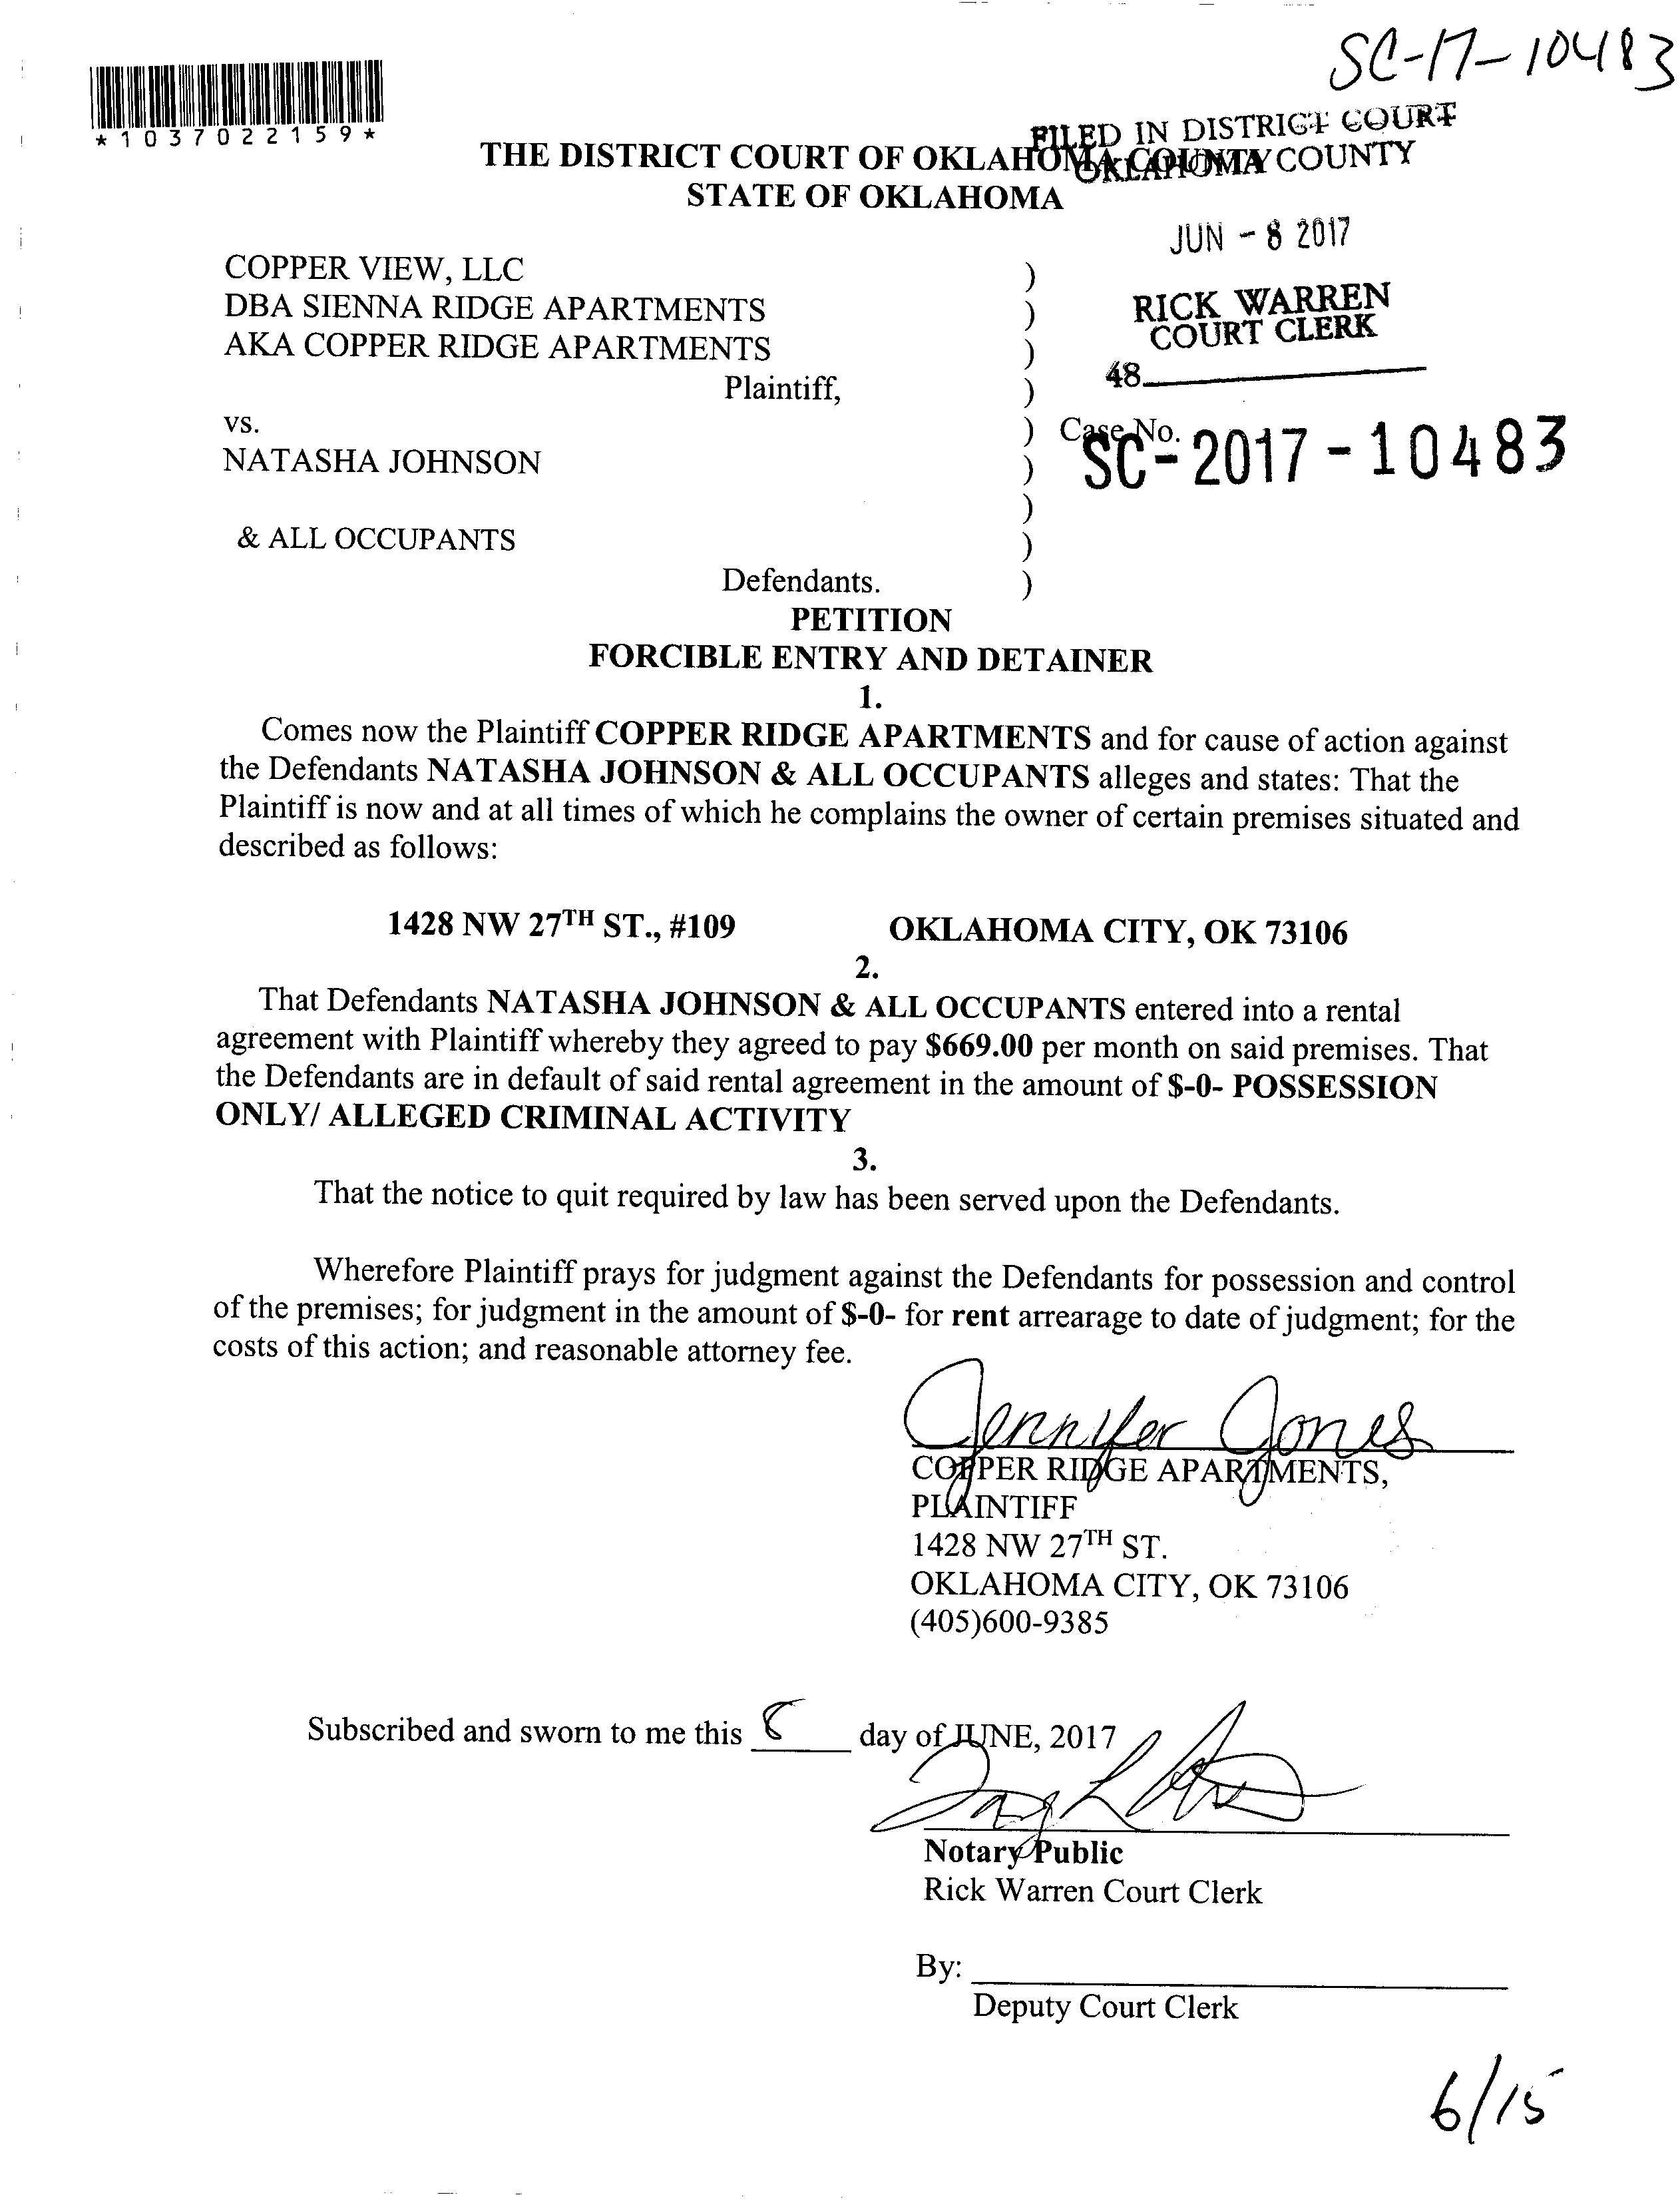 SC-17-10483
*1037022159*
FILED IN DISTRICT COURT
OKLAHOMA COUNTY
THE DISTRICT COURT OF OKLAHOMA COUNTY
STATE OF OKLAHOMA
JUN - 8 2017
COPPER VIEW, LLC )
DBA SIENNA RIDGE APARTMENTS )
AKA COPPER RIDGE APARTMENTS )
RICK WARREN
COURT CLERK
48
Plaintiff, )
vs. ) Case No.
SC-2017-10483
NATASHA JOHNSON )
)
& ALL OCCUPANTS )
Defendants. )
PETITION
FORCIBLE ENTRY AND DETAINER
1.
Comes now the Plaintiff COPPER RIDGE APARTMENTS and for cause of action against
the Defendants NATASHA JOHNSON & ALL OCCUPANTS alleges and states: That the
Plaintiff is now and at all times of which he complains the owner of certain premises situated and
described as follows:
1428 NW 27TH ST., #109 OKLAHOMA CITY, OK 73106
2.
That Defendants NATASHA JOHNSON & ALL OCCUPANTS entered into a rental
agreement with Plaintiff whereby they agreed to pay $669.00 per month on said premises. That
the Defendants are in default of said rental agreement in the amount of $-0- POSSESSION
ONLY/ ALLEGED CRIMINAL ACTIVITY
3.
That the notice to quit required by law has been served upon the Defendants.
Wherefore Plaintiff prays for judgment against the Defendants for possession and control
of the premises; for judgment in the amount of $-0- for rent arrearage to date of judgment; for the
costs of this action; and reasonable attorney fee.
Jennifer Jones
COPPER RIDGE APARTMENTS,
PLAINTIFF
1428 NW 27TH ST.
OKLAHOMA CITY, OK 73106
(405)600-9385
Subscribed and sworn to me this 8 day of JUNE, 2017
Notary Public
Rick Warren Court Clerk
By:
Deputy Court Clerk
6/15